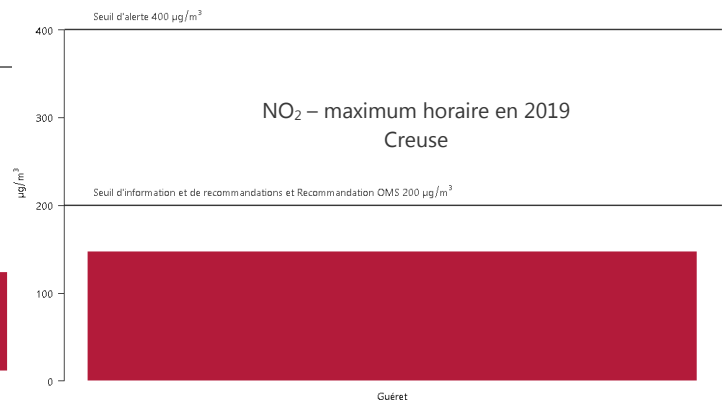 Seuil d'alerte 400 µg/m³
400
NO₂ – maximum horaire en 2019
Creuse
300
µg/m³
Seuil d'information et de recommandations et Recommandation OMS 200 µg/m³
200
100
0
Guéret